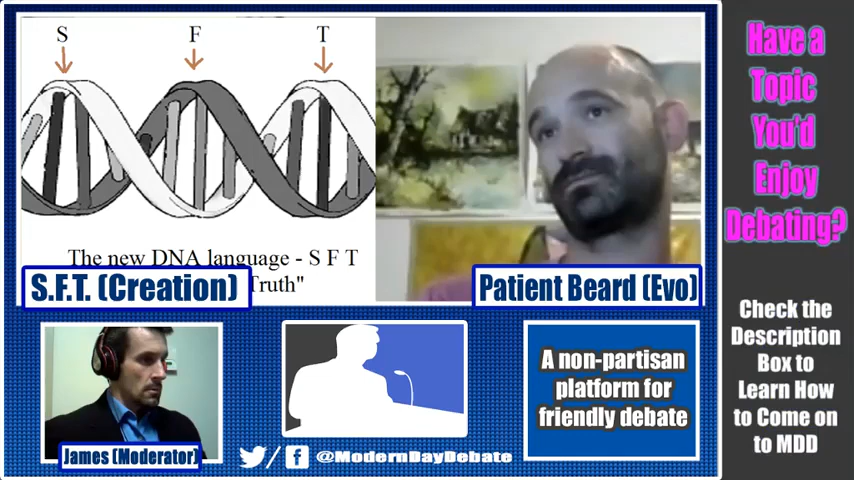 S F T
The new DNA language - S F T
Truth"
S.F.T. (Creation)
Patient Beard (Evo)
James (Moderator)
@ModernDayDebate
A non-partisan
platform for
friendly debate
Have a
Topic
You'd
Enjoy
Debating?
Check the
Description
Box to
Learn How
to Come on
to MDD